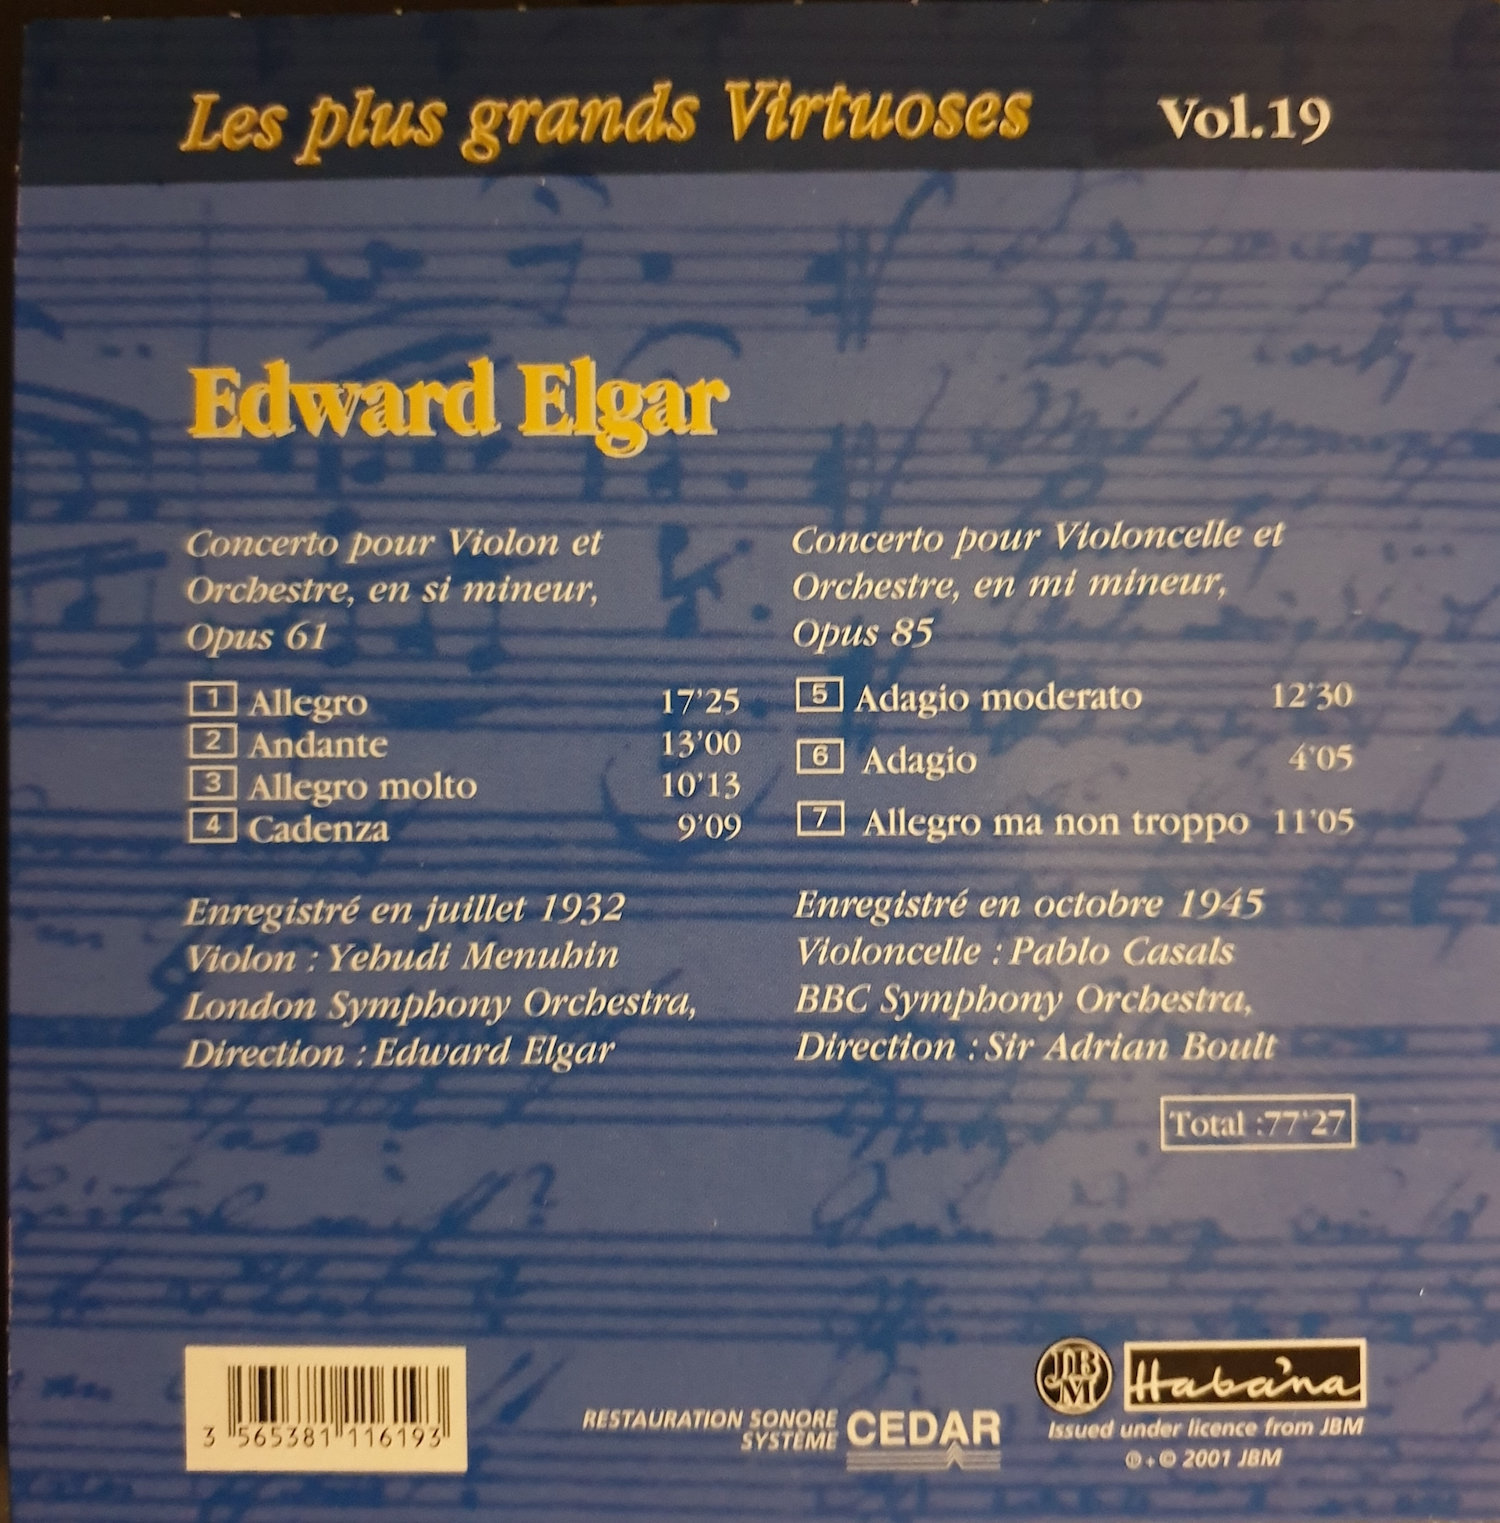 Les plus grands Virtuoses Vol.19
Edward Elgar
Concerto pour Violon et
Orchestre, en si mineur,
Opus 61
1 Allegro 17'25
2 Andante 13'00
3 Allegro molto 10'13
4 Cadenza 9'09
Enregistré en juillet 1932
Violon : Yehudi Menuhin
London Symphony Orchestra,
Direction : Edward Elgar
Concerto pour Violoncelle et
Orchestre, en mi mineur,
Opus 85
5 Adagio moderato 12'30
6 Adagio 4'05
7 Allegro ma non troppo 11'05
Enregistré en octobre 1945
Violoncelle : Pablo Casals
BBC Symphony Orchestra,
Direction : Sir Adrian Boult
Total :77'27
3 565381 116193
RESTAURATION SONORE
SYSTÈME
CEDAR
JBM
Habana
Issued under licence from JBM
℗ + © 2001 JBM